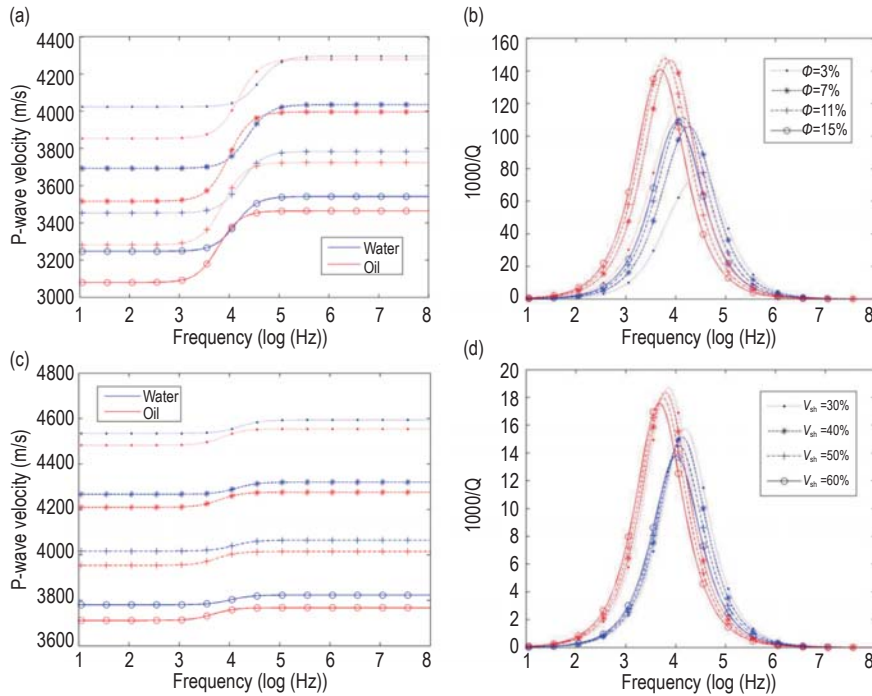 (a)
4400
4200
4000
3800
3600
3400
3200
3000
P-wave velocity (m/s)
Water
Oil
1 2 3 4 5 6 7 8
Frequency (log (Hz))
(b)
160
140
120
100
80
60
40
20
0
1000/Q
Φ=3%
Φ=7%
Φ=11%
Φ=15%
1 2 3 4 5 6 7 8
Frequency (log (Hz))
(c)
4800
4600
4400
4200
4000
3800
3600
P-wave velocity (m/s)
Water
Oil
1 2 3 4 5 6 7 8
Frequency (log (Hz))
(d)
20
18
16
14
12
10
8
6
4
2
0
1000/Q
Vsh =30%
Vsh =40%
Vsh =50%
Vsh =60%
1 2 3 4 5 6 7 8
Frequency (log (Hz))